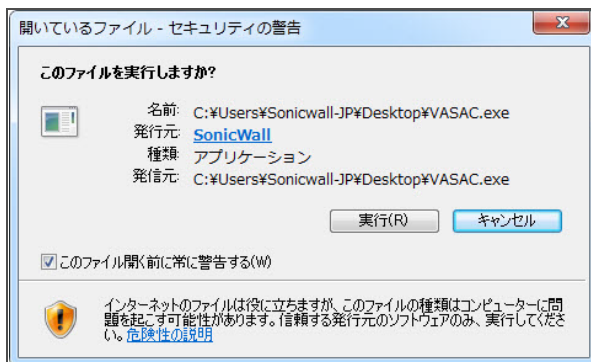 開いているファイル - セキュリティの警告
このファイルを実行しますか?
名前: C:¥Users¥Sonicwall-JP¥Desktop¥VASAC.exe
発行元: SonicWall
種類: アプリケーション
発信元: C:¥Users¥Sonicwall-JP¥Desktop¥VASAC.exe
実行(R) キャンセル
このファイル開く前に常に警告する(W)
インターネットのファイルは役に立ちますが、このファイルの種類はコンピューターに問
題を起こす可能性があります。信頼する発行元のソフトウェアのみ、実行してくださ
い。危険性の説明